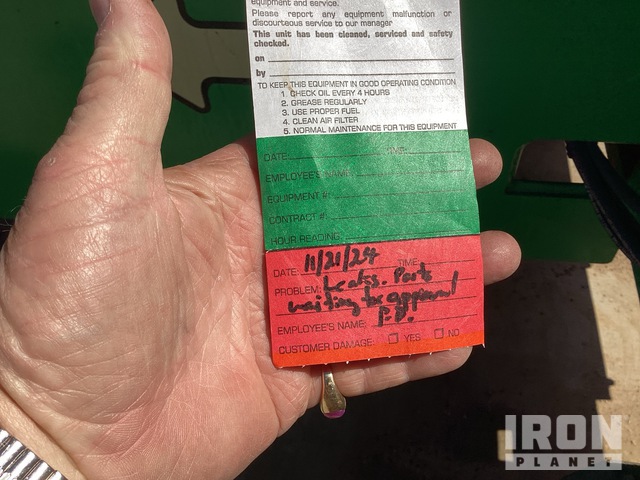 equipment and service.
Please report any equipment malfunction or
discourteous service to our manager
This unit has been cleaned, serviced and safety
checked.
on
by
TO KEEP THIS EQUIPMENT IN GOOD OPERATING CONDITION
1. CHECK OIL EVERY 4 HOURS
2. GREASE REGULARLY
3. USE PROPER FUEL
4. CLEAN AIR FILTER
5. NORMAL MAINTENANCE FOR THIS EQUIPMENT
DATE: TIME:
EMPLOYEE'S NAME:
EQUIPMENT #:
CONTRACT #:
HOUR READING:
DATE: 11/21/24 TIME:
PROBLEM: Leaks. Parts
waiting for approval
P.O.
EMPLOYEE'S NAME:
CUSTOMER DAMAGE: YES NO
IRON
PLANET